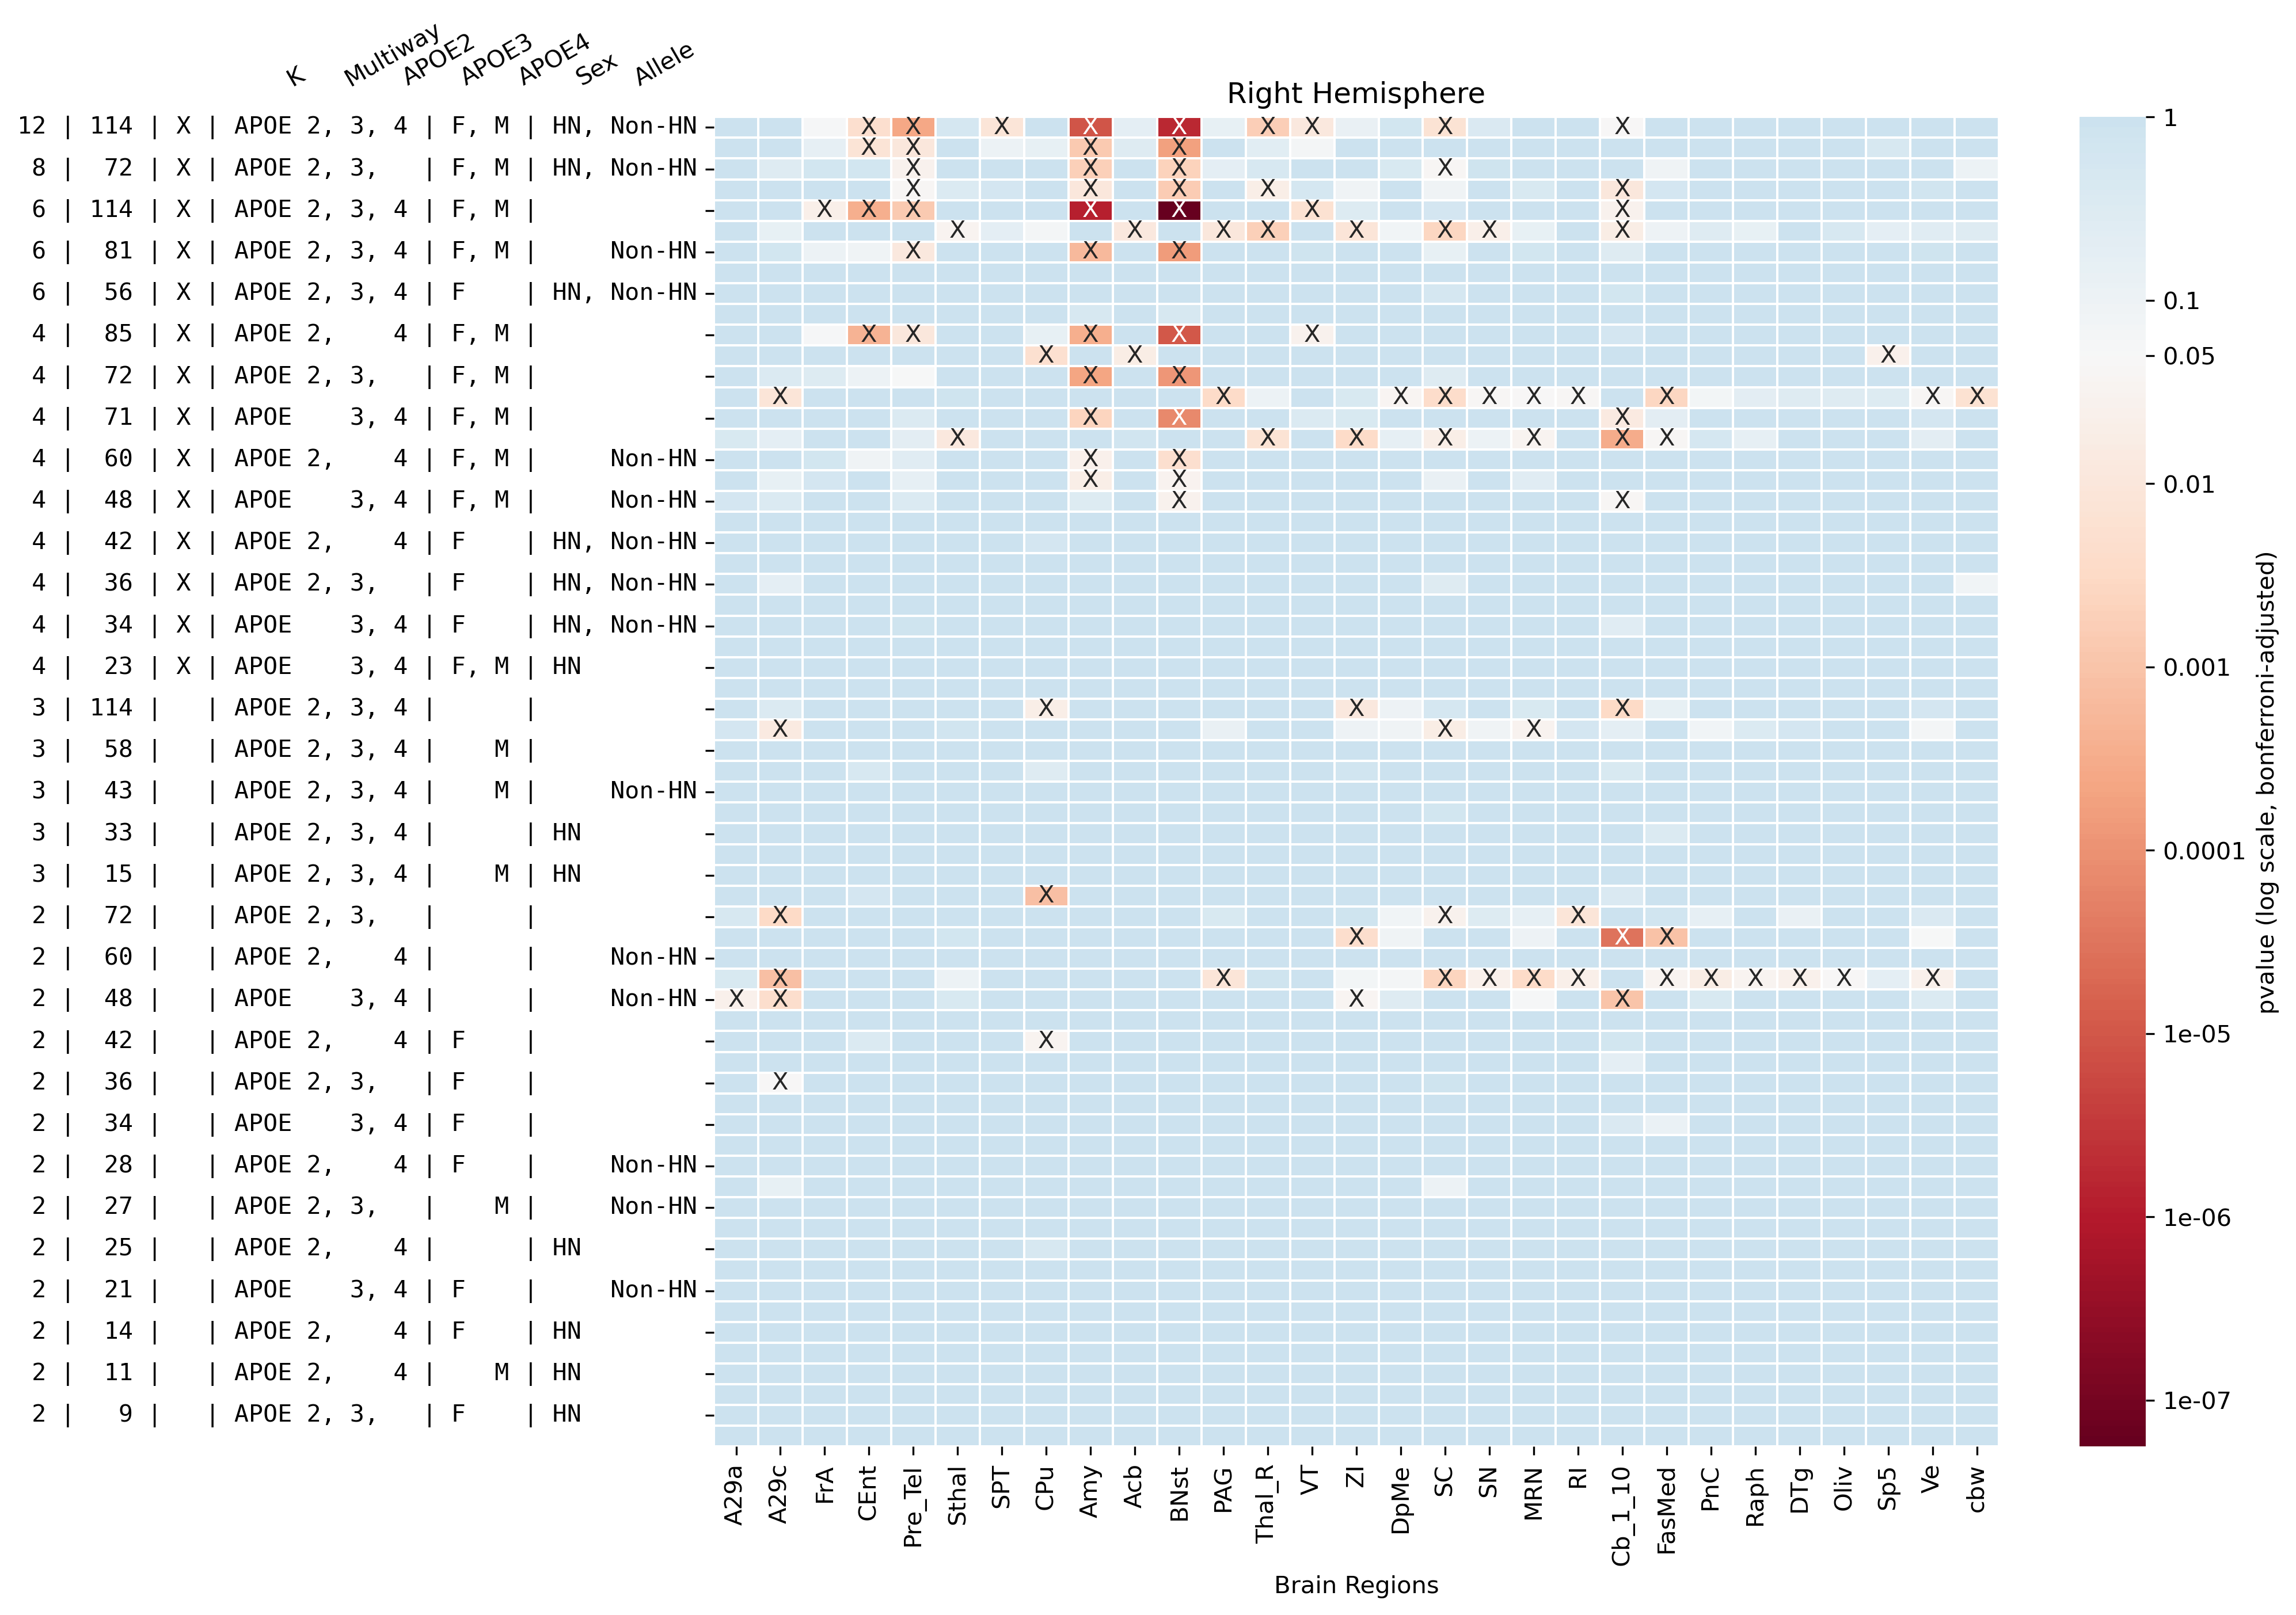 K Multiway APOE2 APOE3 APOE4 Sex Allele
Right Hemisphere
12 | 114 | X | APOE 2, 3, 4 | F, M | HN, Non-HN
8 | 72 | X | APOE 2, 3, | F, M | HN, Non-HN
6 | 114 | X | APOE 2, 3, 4 | F, M |
6 | 81 | X | APOE 2, 3, 4 | F, M | Non-HN
6 | 56 | X | APOE 2, 3, 4 | F | HN, Non-HN
4 | 85 | X | APOE 2, 4 | F, M |
4 | 72 | X | APOE 2, 3, | F, M |
4 | 71 | X | APOE 3, 4 | F, M |
4 | 60 | X | APOE 2, 4 | F, M | Non-HN
4 | 48 | X | APOE 3, 4 | F, M | Non-HN
4 | 42 | X | APOE 2, 4 | F | HN, Non-HN
4 | 36 | X | APOE 2, 3, | F | HN, Non-HN
4 | 34 | X | APOE 3, 4 | F | HN, Non-HN
4 | 23 | X | APOE 3, 4 | F, M | HN
3 | 114 | | APOE 2, 3, 4 | |
3 | 58 | | APOE 2, 3, 4 | M |
3 | 43 | | APOE 2, 3, 4 | M | Non-HN
3 | 33 | | APOE 2, 3, 4 | | HN
3 | 15 | | APOE 2, 3, 4 | M | HN
2 | 72 | | APOE 2, 3, | |
2 | 60 | | APOE 2, 4 | | Non-HN
2 | 48 | | APOE 3, 4 | | Non-HN
2 | 42 | | APOE 2, 4 | F |
2 | 36 | | APOE 2, 3, | F |
2 | 34 | | APOE 3, 4 | F |
2 | 28 | | APOE 2, 4 | F | Non-HN
2 | 27 | | APOE 2, 3, | M | Non-HN
2 | 25 | | APOE 2, 4 | | HN
2 | 21 | | APOE 3, 4 | F | Non-HN
2 | 14 | | APOE 2, 4 | F | HN
2 | 11 | | APOE 2, 4 | M | HN
2 | 9 | | APOE 2, 3, | F | HN
X X X X X X X X X
X X X X
X X X X
X X X X X
X X X X X X X
X X X X X X X X
X X X
X X X X X
X X X
X X
X X X X X X X X X X
X X X
X X X X X X X
X X
X X
X X
X X X
X X X
X
X X X
X X X
X X X X X X X X X X X X
X X X X
X
X
A29a A29c FrA CEnt Pre_Tel Sthal SPT CPu Amy Acb BNst PAG Thal_R VT ZI DpMe SC SN MRN RI Cb_1_10 FasMed PnC Raph DTg Oliv Sp5 Ve cbw
Brain Regions
1
0.1
0.05
0.01
0.001
0.0001
1e-05
1e-06
1e-07
pvalue (log scale, bonferroni-adjusted)